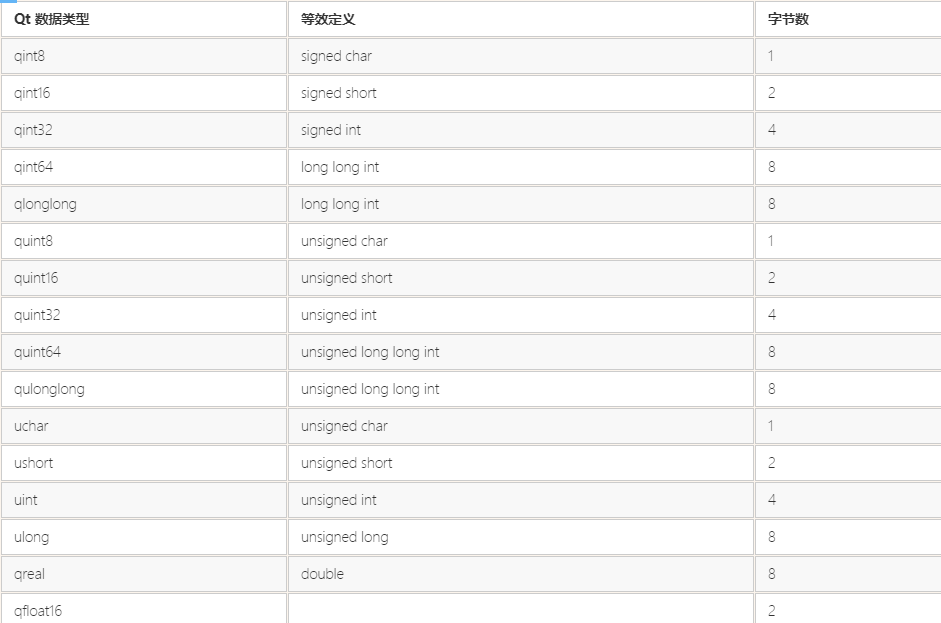 Qt 数据类型 等效定义 字节数
qint8 signed char 1
qint16 signed short 2
qint32 signed int 4
qint64 long long int 8
qlonglong long long int 8
quint8 unsigned char 1
quint16 unsigned short 2
quint32 unsigned int 4
quint64 unsigned long long int 8
qulonglong unsigned long long int 8
uchar unsigned char 1
ushort unsigned short 2
uint unsigned int 4
ulong unsigned long 8
qreal double 8
qfloat16 2